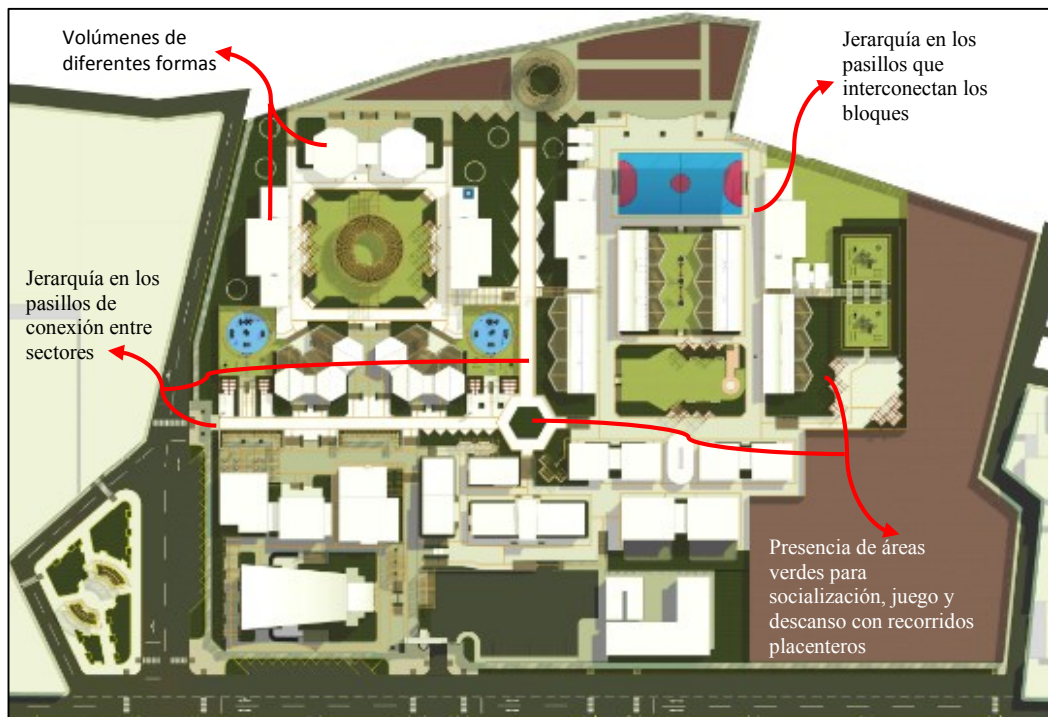 Volúmenes de
diferentes formas
Jerarquía en los
pasillos que
interconectan los
bloques
Jerarquía en los
pasillos de
conexión entre
sectores
Presencia de áreas
verdes para
socialización, juego y
descanso con recorridos
placenteros